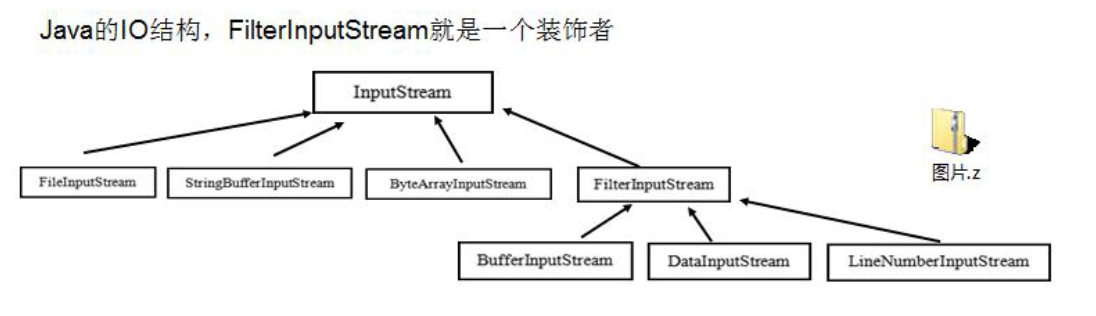 Java的IO结构，FilterInputStream就是一个装饰者
InputStream
图片.z
FileInputStream
StringBufferInputStream
ByteArrayInputStream
FilterInputStream
BufferInputStream
DataInputStream
LineNumberInputStream